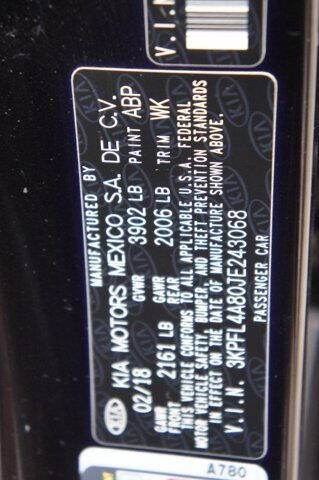 V.I.N.
MANUFACTURED BY
KIA KIA MOTORS MEXICO S.A. DE C.V.
02/18 GVWR 3902 LB PAINT ABP
GAWR FRONT 2161 LB GAWR REAR 2006 LB TRIM WK
THIS VEHICLE CONFORMS TO ALL APPLICABLE U.S.A. FEDERAL
MOTOR VEHICLE SAFETY, BUMPER, AND THEFT PREVENTION STANDARDS
IN EFFECT ON THE DATE OF MANUFACTURE SHOWN ABOVE.
V.I.N. 3KPFL4A80JE243068
PASSENGER CAR
A780